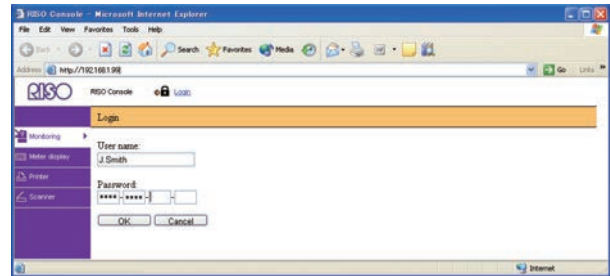 RISO Console - Microsoft Internet Explorer
File Edit View Favorites Tools Help
Back Search Favorites Media
Address http://192.168.1.99/ Go Links »
RISO RISO Console Login
Login
Monitoring
User name:
J.Smith
Meter display
Printer
Password:
Scanner
••••-••••-
OK Cancel
Internet